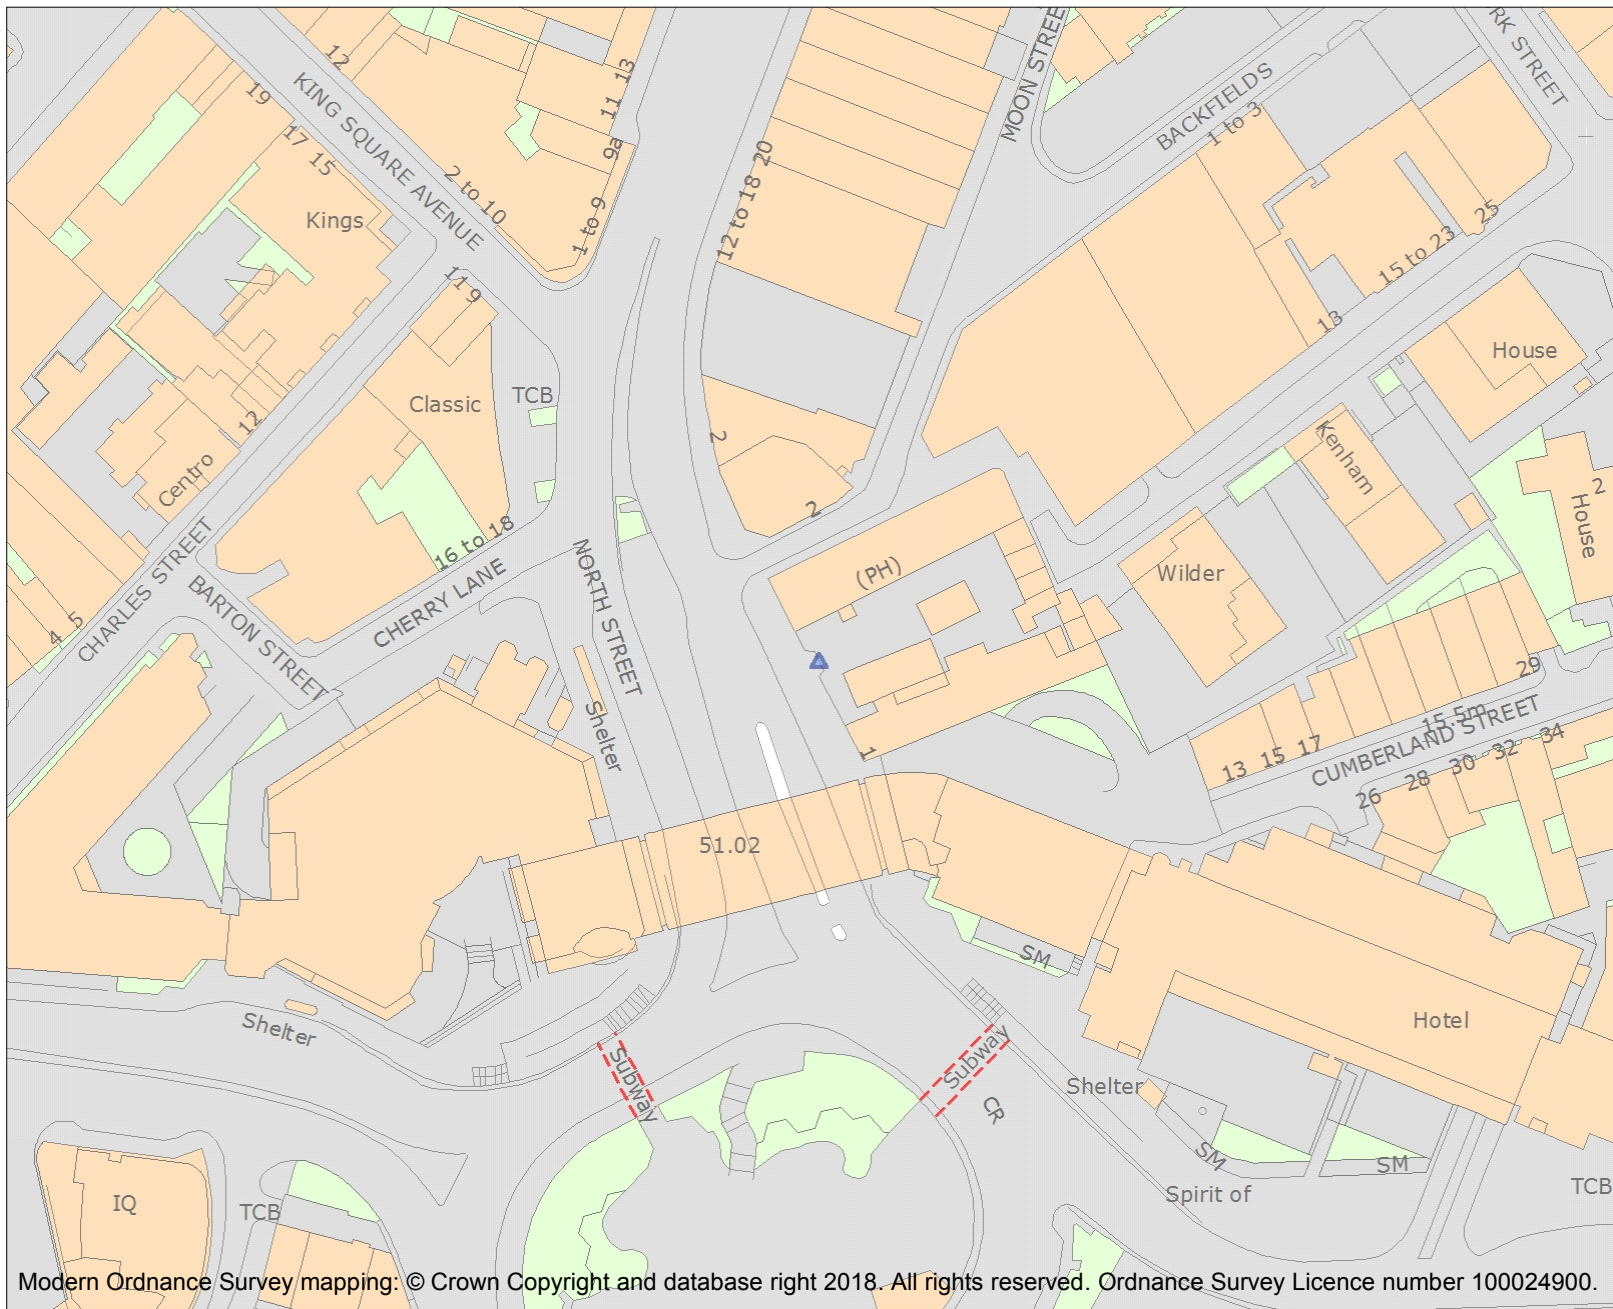 12
KING SQUARE AVENUE
19
17
15
Kings
2 to 10
13
11
9a
1 to 9
20
12 to 18
MOON STREE
BACKFIELDS
1 to 3
RK STREET
25
15 to 23
13
House
11
9
TCB
Classic
12
Centro
2
2
Kenham
2
House
16 to 18
CHARLES STREET
BARTON STREET
CHERRY LANE
NORTH STREET
(PH)
Wilder
4
5
Shelter
1
29
15.5m
CUMBERLAND STREET
13
15
17
26
28
30
32
34
51.02
SM
Shelter
Hotel
Subway
Subway
CR
Shelter
SM
SM
Spirit of
TCB
IQ
TCB
Modern Ordnance Survey mapping: © Crown Copyright and database right 2018. All rights reserved. Ordnance Survey Licence number 100024900.